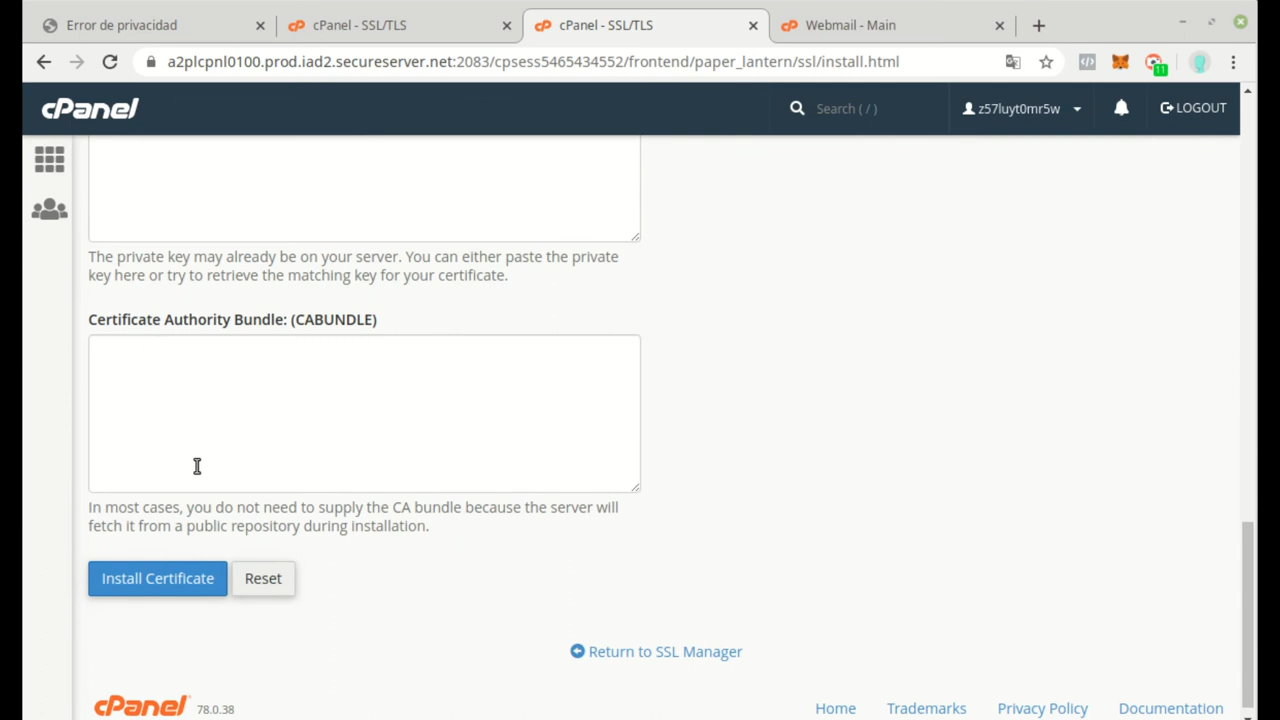 Error de privacidad
cPanel - SSL/TLS
cPanel - SSL/TLS
Webmail - Main
a2plcpnl0100.prod.iad2.secureserver.net:2083/cpsess5465434552/frontend/paper_lantern/ssl/install.html
11
cPanel
Search ( / )
z57luyt0mr5w
LOGOUT
The private key may already be on your server. You can either paste the private
key here or try to retrieve the matching key for your certificate.
Certificate Authority Bundle: (CABUNDLE)
In most cases, you do not need to supply the CA bundle because the server will
fetch it from a public repository during installation.
Install Certificate
Reset
Return to SSL Manager
cPanel 78.0.38
Home
Trademarks
Privacy Policy
Documentation